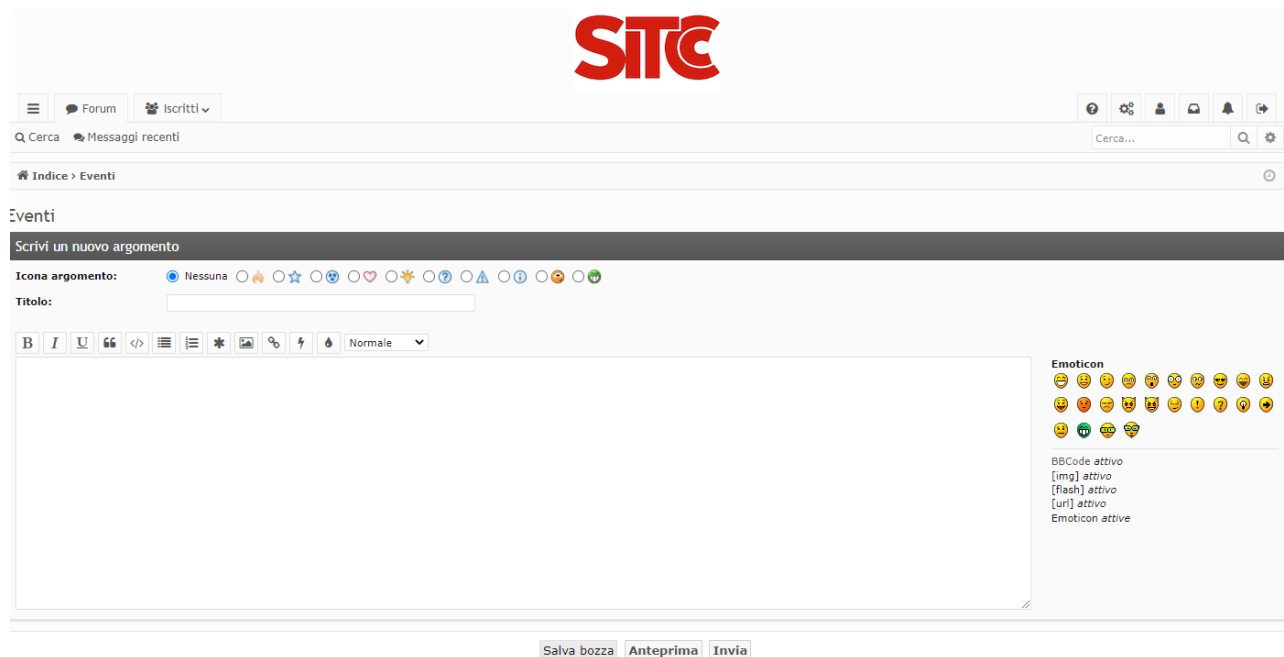 SITCC
Forum Iscritti
Cerca Messaggi recenti Cerca...
Indice › Eventi
Eventi
Scrivi un nuovo argomento
Icona argomento: Nessuna
Titolo:
B I U Normale
Emoticon
BBCode attivo
[img] attivo
[flash] attivo
[url] attivo
Emoticon attive
Salva bozza Anteprima Invia